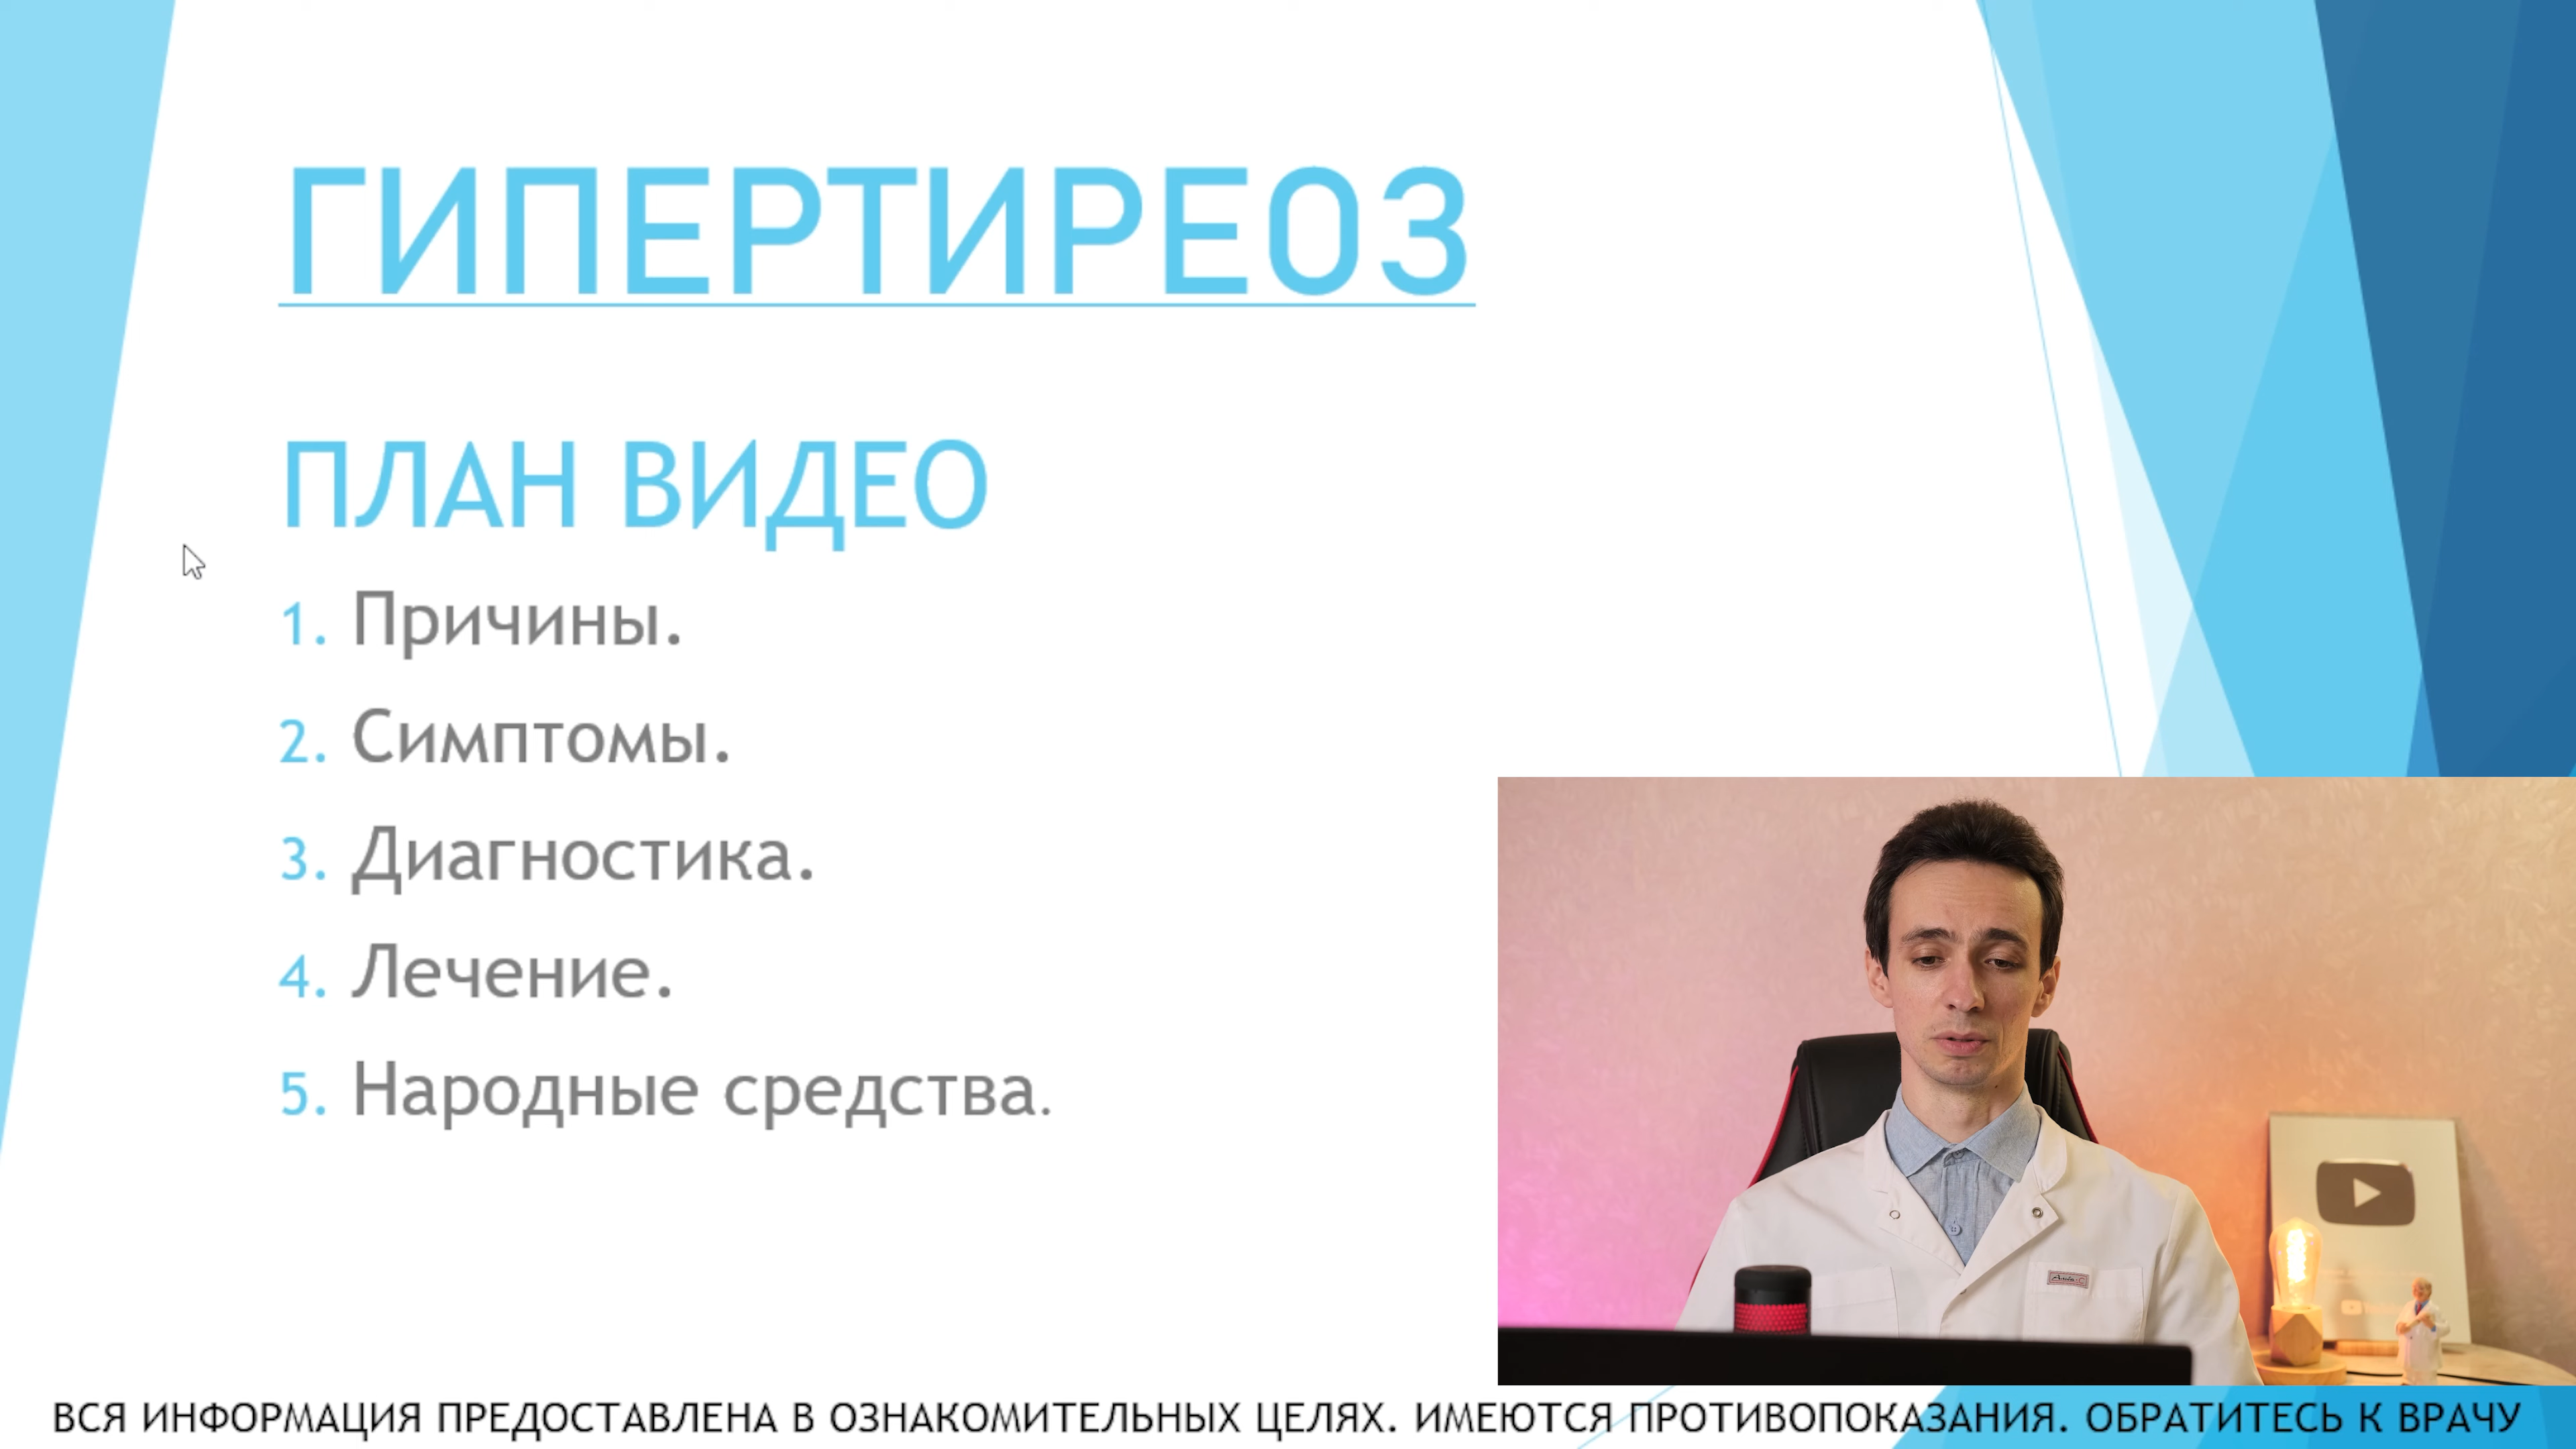 ГИПЕРТИРЕОЗ
ПЛАН ВИДЕО
1. Причины.
2. Симптомы.
3. Диагностика.
4. Лечение.
5. Народные средства.
ВСЯ ИНФОРМАЦИЯ ПРЕДОСТАВЛЕНА В ОЗНАКОМИТЕЛЬНЫХ ЦЕЛЯХ. ИМЕЮТСЯ ПРОТИВОПОКАЗАНИЯ. ОБРАТИТЕСЬ К ВРАЧУ